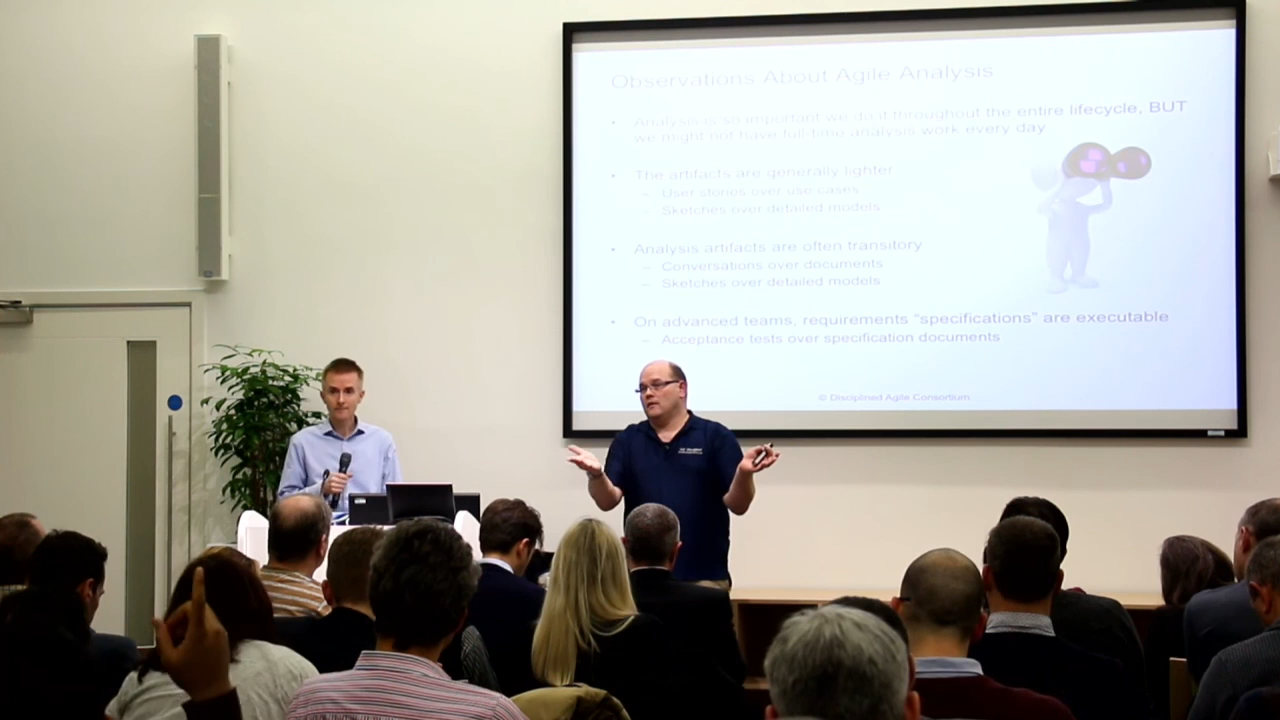 Observations About Agile Analysis
• Analysis is so important we do it throughout the entire lifecycle, BUT
we might not have full-time analysis work every day
• The artifacts are generally lighter
– User stories over use cases
– Sketches over detailed models
• Analysis artifacts are often transitory
– Conversations over documents
– Sketches over detailed models
• On advanced teams, requirements “specifications” are executable
– Acceptance tests over specification documents
© Disciplined Agile Consortium